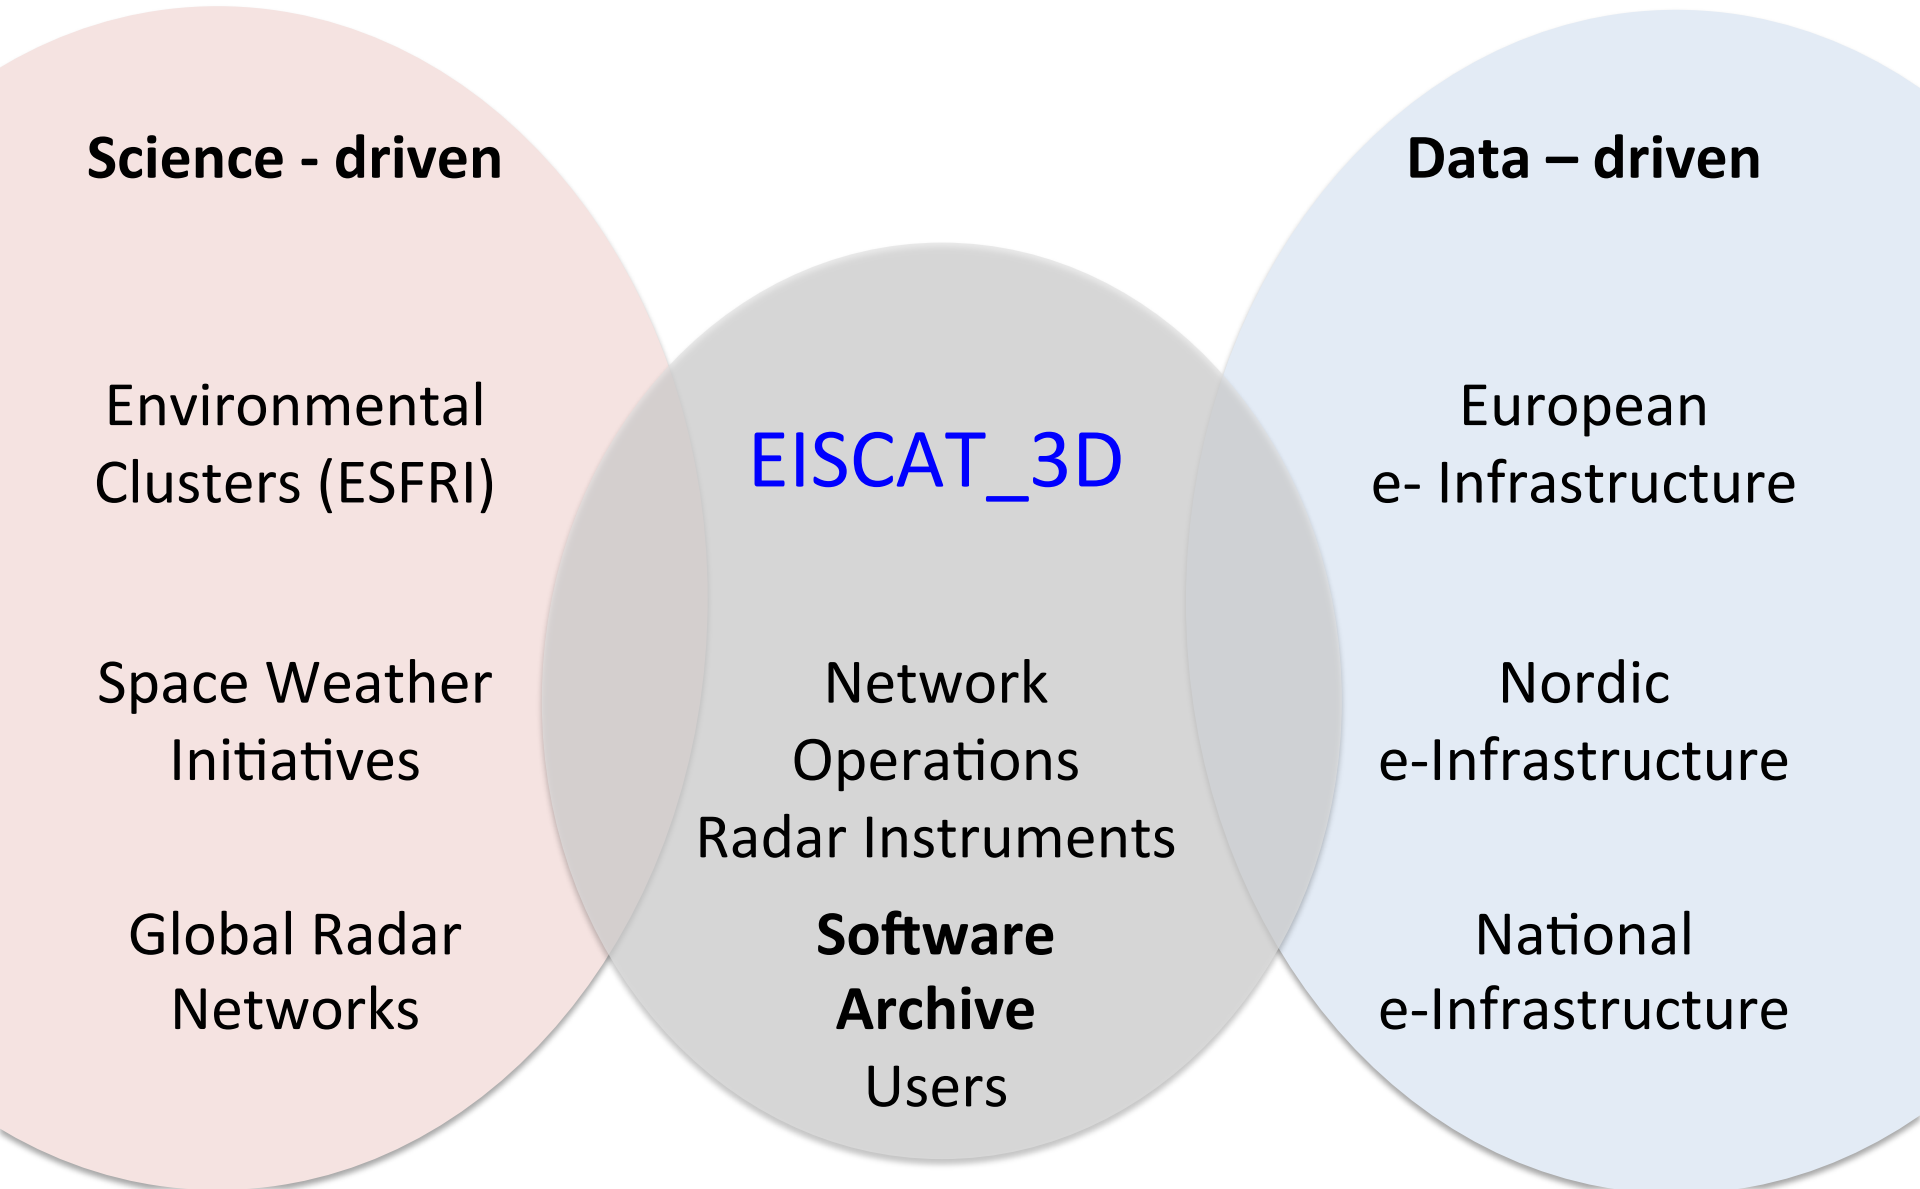 Science - driven
Environmental
Clusters (ESFRI)
Space Weather
Initiatives
Global Radar
Networks
EISCAT_3D
Network
Operations
Radar Instruments
Software
Archive
Users
Data – driven
European
e- Infrastructure
Nordic
e-Infrastructure
National
e-Infrastructure